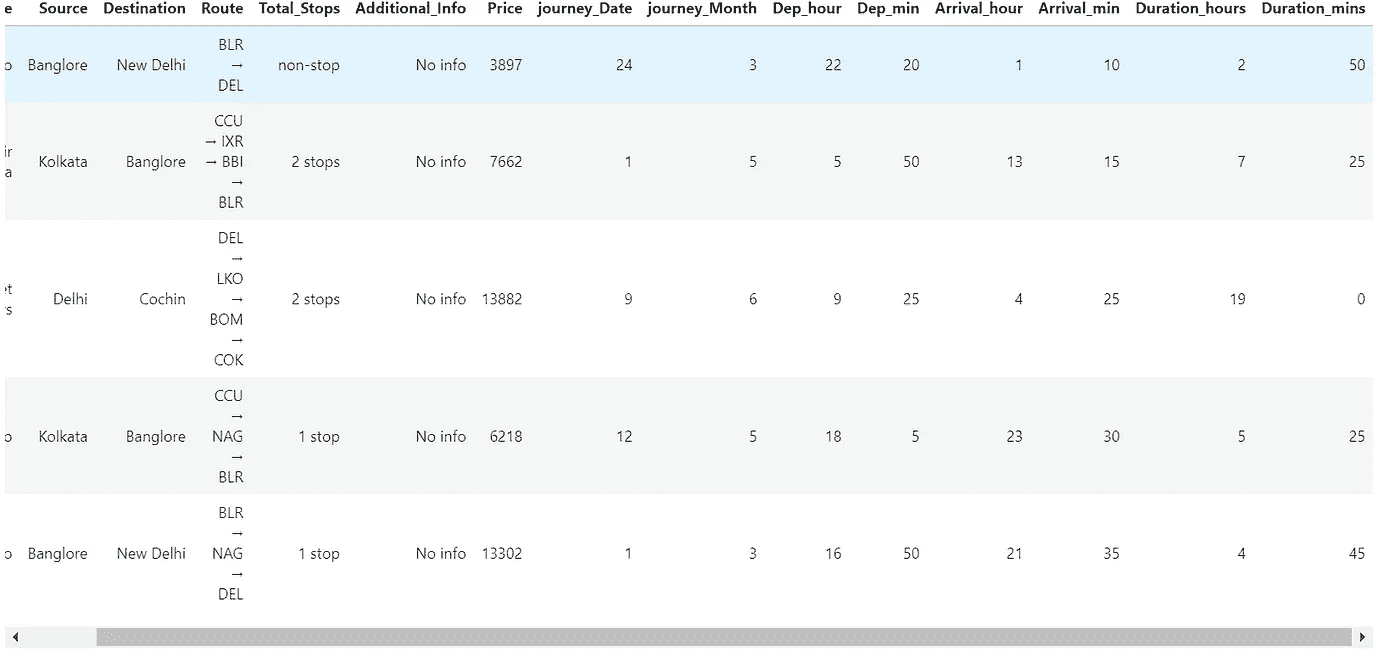 e Source Destination Route Total_Stops Additional_Info Price journey_Date journey_Month Dep_hour Dep_min Arrival_hour Arrival_min Duration_hours Duration_mins
BLR
o Banglore New Delhi → non-stop No info 3897 24 3 22 20 1 10 2 50
DEL
CCU
→ IXR
ir
Kolkata Banglore → BBI 2 stops No info 7662 1 5 5 50 13 15 7 25
a
→
BLR
DEL
→
LKO
et
Delhi Cochin → 2 stops No info 13882 9 6 9 25 4 25 19 0
rs
BOM
→
COK
CCU
→
o Kolkata Banglore NAG 1 stop No info 6218 12 5 18 5 23 30 5 25
→
BLR
BLR
→
o Banglore New Delhi NAG 1 stop No info 13302 1 3 16 50 21 35 4 45
→
DEL